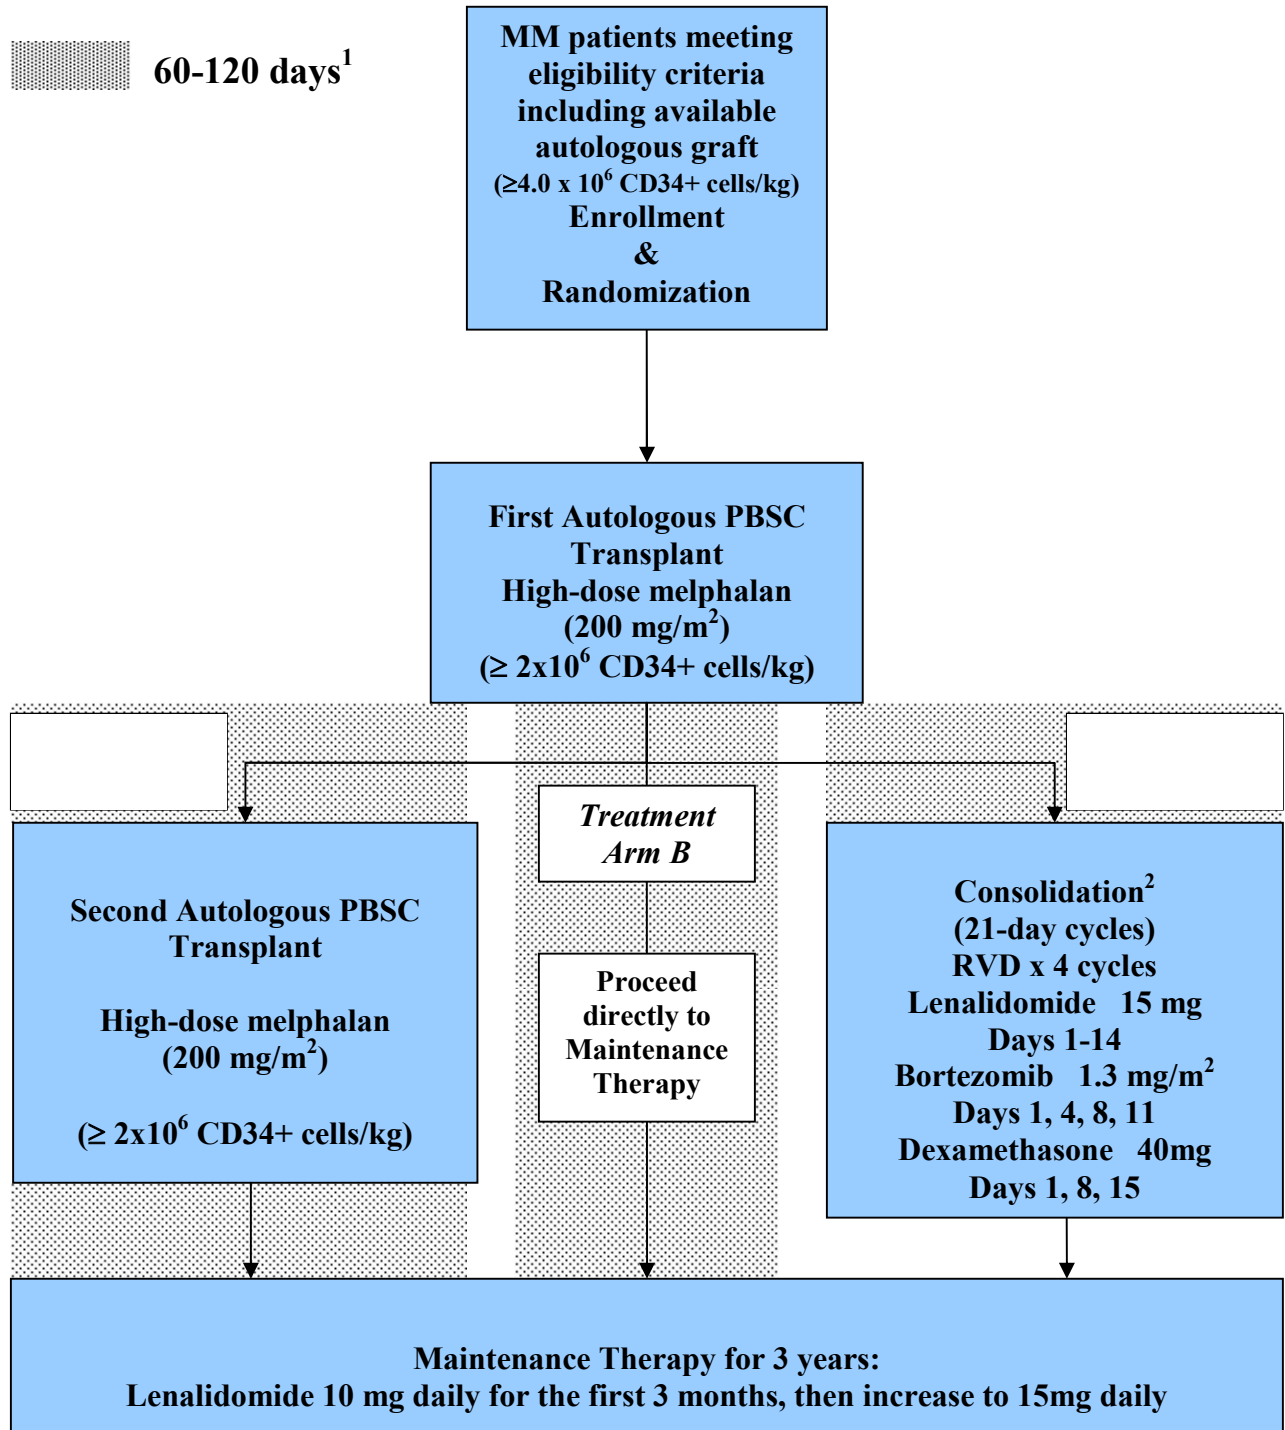 60-120 days¹
MM patients meeting
eligibility criteria
including available
autologous graft
(≥4.0 x 10⁶ CD34+ cells/kg)
Enrollment
&
Randomization
First Autologous PBSC
Transplant
High-dose melphalan
(200 mg/m²)
(≥ 2x10⁶ CD34+ cells/kg)
Treatment
Arm B
Second Autologous PBSC
Transplant
High-dose melphalan
(200 mg/m²)
(≥ 2x10⁶ CD34+ cells/kg)
Proceed
directly to
Maintenance
Therapy
Consolidation²
(21-day cycles)
RVD x 4 cycles
Lenalidomide 15 mg
Days 1-14
Bortezomib 1.3 mg/m²
Days 1, 4, 8, 11
Dexamethasone 40mg
Days 1, 8, 15
Maintenance Therapy for 3 years:
Lenalidomide 10 mg daily for the first 3 months, then increase to 15mg daily